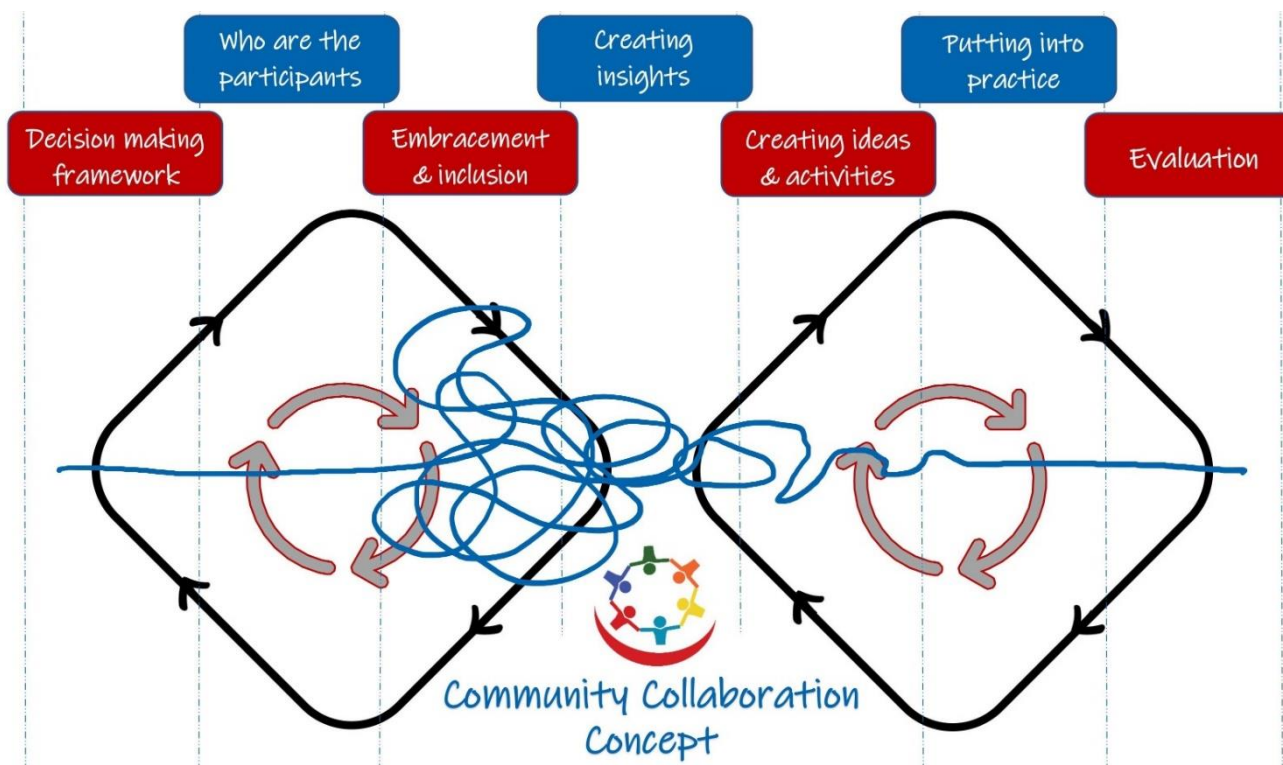 Who are the
participants
Creating
insights
Putting into
practice
Decision making
framework
Embracement
& inclusion
Creating ideas
& activities
Evaluation
Community Collaboration
Concept